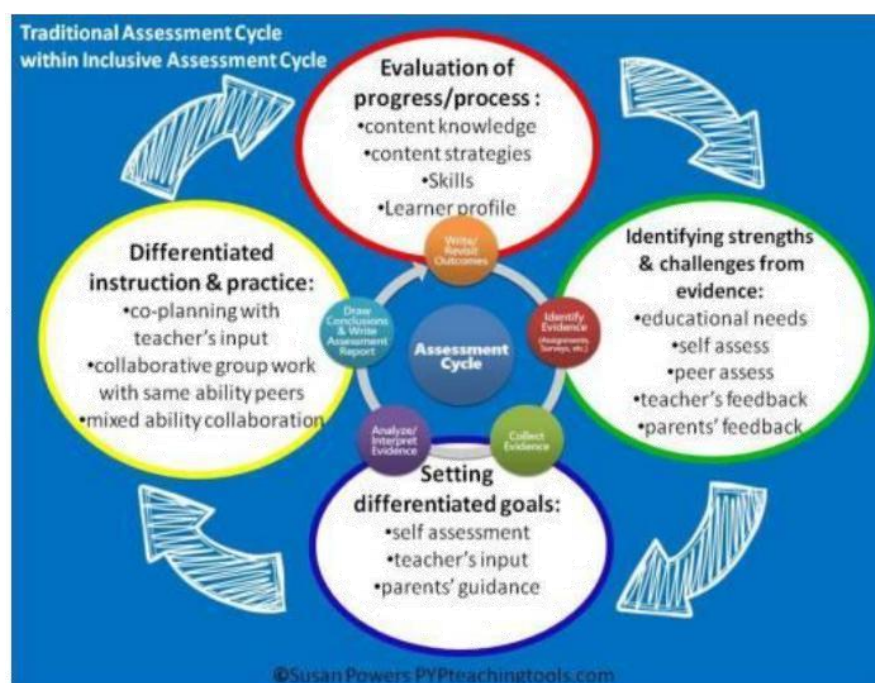 Traditional Assessment Cycle
within Inclusive Assessment Cycle
Evaluation of
progress/process :
•content knowledge
•content strategies
•Skills
•Learner profile
Identifying strengths
& challenges from
evidence:
•educational needs
•self assess
•peer assess
•teacher's feedback
•parents' feedback
Setting
differentiated goals:
•self assessment
•teacher's input
•parents' guidance
Differentiated
instruction & practice:
•co-planning with
teacher's input
•collaborative group work
with same ability peers
•mixed ability collaboration
Write/
Revisit
Outcomes
Identify
Evidence
(Assignments,
Surveys, etc.)
Collect
Evidence
Analyze/
Interpret
Evidence
Draw
Conclusions
& Write
Assessment
Report
Assessment
Cycle
©Susan Powers PYPteachingtools.com